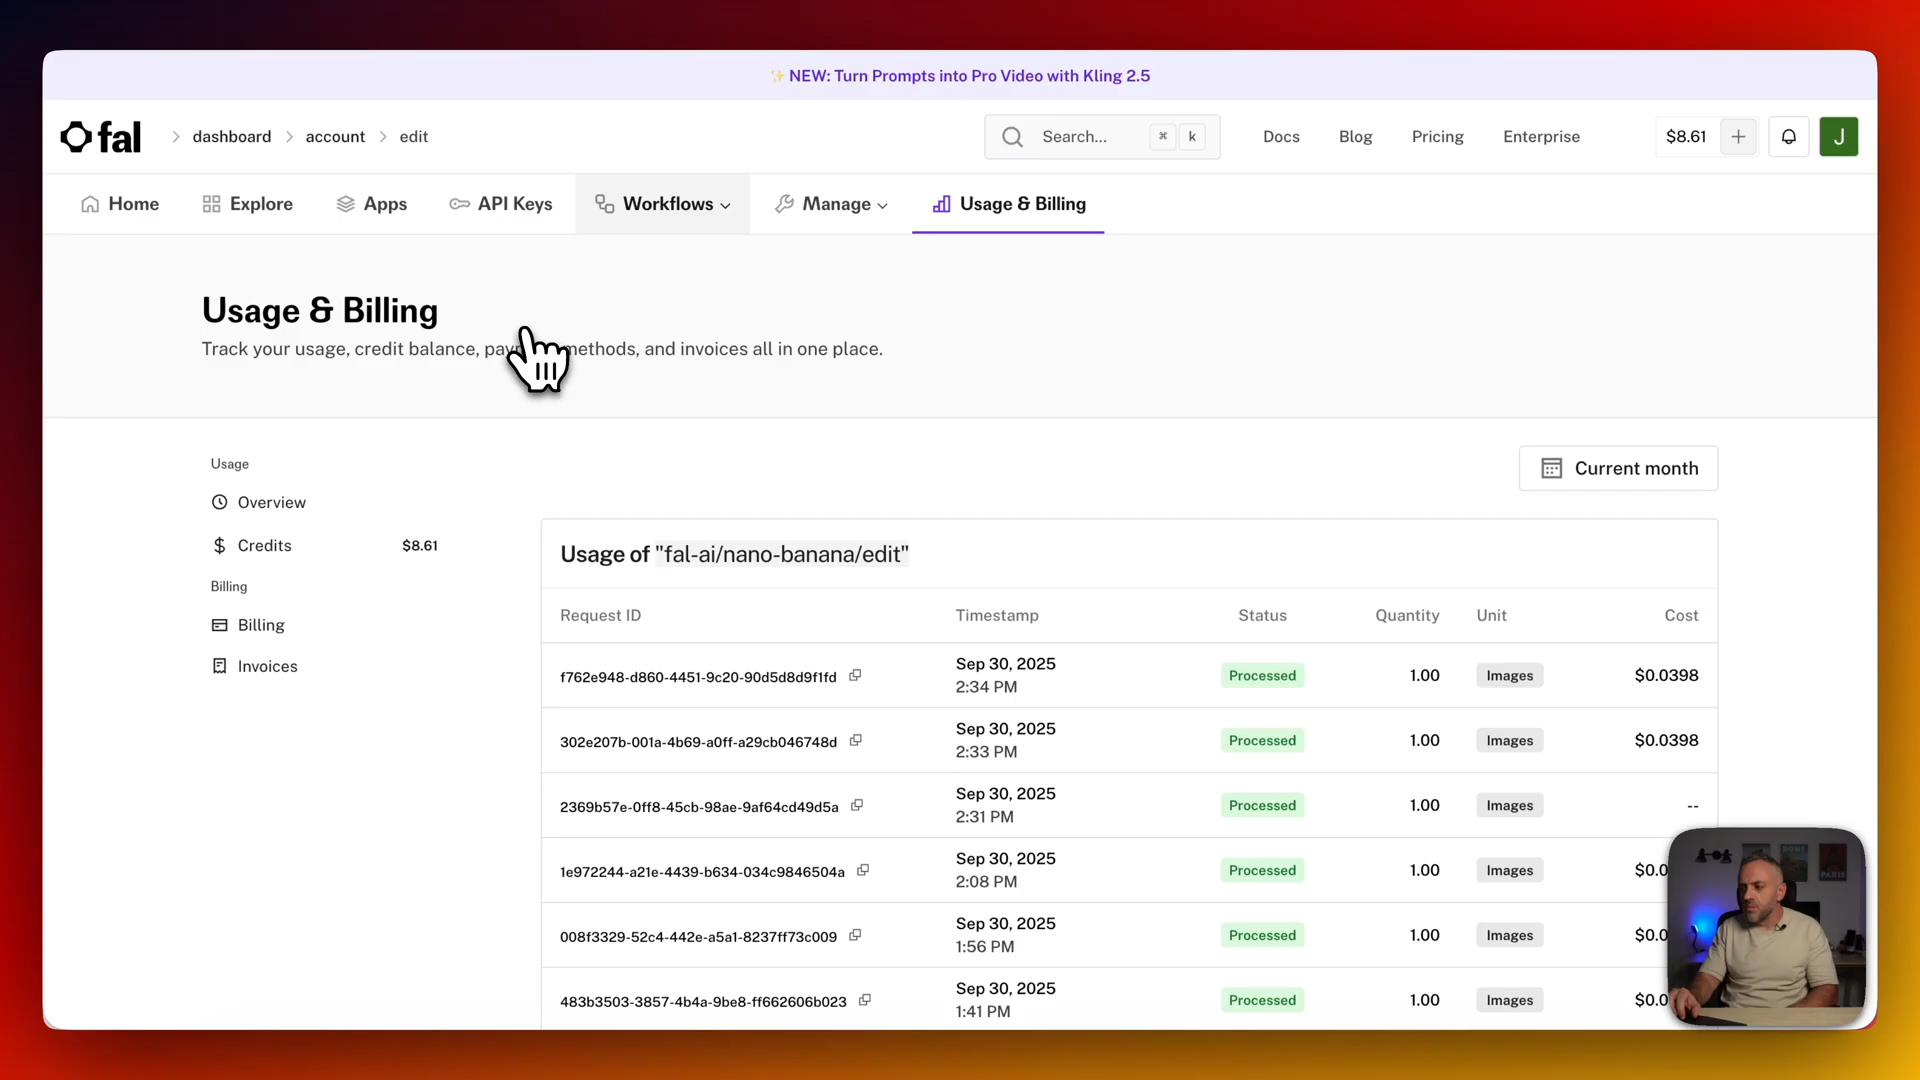 ✨ NEW: Turn Prompts into Pro Video with Kling 2.5
fal > dashboard > account > edit
Search... ⌘ k
Docs Blog Pricing Enterprise
$8.61 + J
Home Explore Apps API Keys Workflows Manage Usage & Billing
Usage & Billing
Track your usage, credit balance, methods, and invoices all in one place.
Usage
Overview
Credits $8.61
Billing
Billing
Invoices
Current month
Usage of "fal-ai/nano-banana/edit"
Request ID Timestamp Status Quantity Unit Cost
f762e948-d860-4451-9c20-90d5d8d9f1fd Sep 30, 2025 2:34 PM Processed 1.00 Images $0.0398
302e207b-001a-4b69-a0ff-a29cb046748d Sep 30, 2025 2:33 PM Processed 1.00 Images $0.0398
2369b57e-0ff8-45cb-98ae-9af64cd49d5a Sep 30, 2025 2:31 PM Processed 1.00 Images --
1e972244-a21e-4439-b634-034c9846504a Sep 30, 2025 2:08 PM Processed 1.00 Images $0.0
008f3329-52c4-442e-a5a1-8237ff73c009 Sep 30, 2025 1:56 PM Processed 1.00 Images $0.0
483b3503-3857-4b4a-9be8-ff662606b023 Sep 30, 2025 1:41 PM Processed 1.00 Images $0.0
PARIS